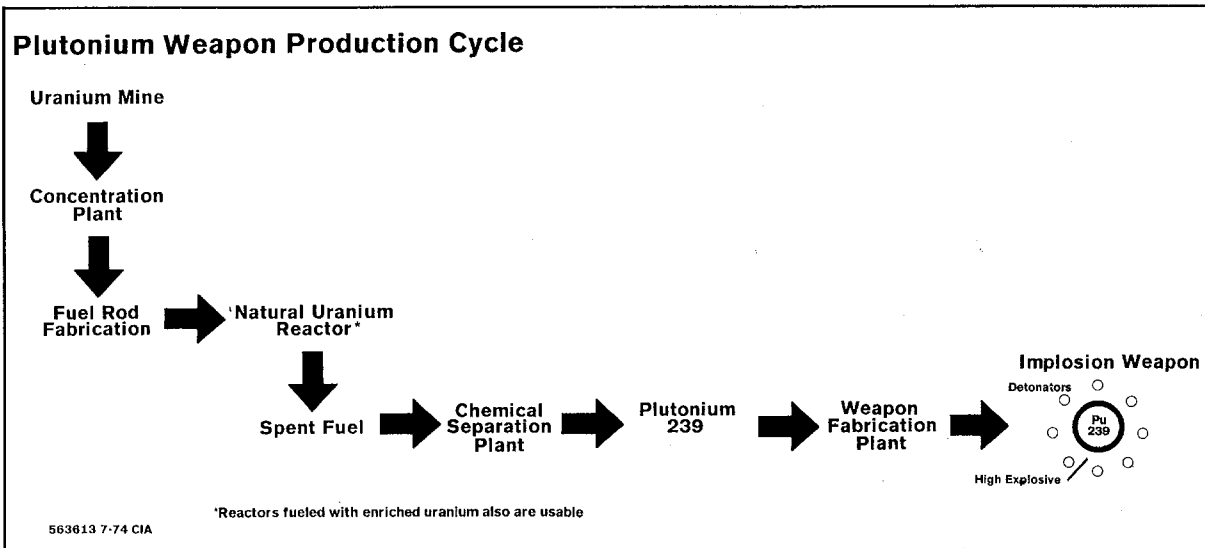 Plutonium Weapon Production Cycle
Uranium Mine
Concentration
Plant
Fuel Rod
Fabrication
Natural Uranium
Reactor*
Spent Fuel
Chemical
Separation
Plant
Plutonium
239
Weapon
Fabrication
Plant
Implosion Weapon
Detonators
Pu
239
High Explosive
*Reactors fueled with enriched uranium also are usable
563613 7-74 CIA